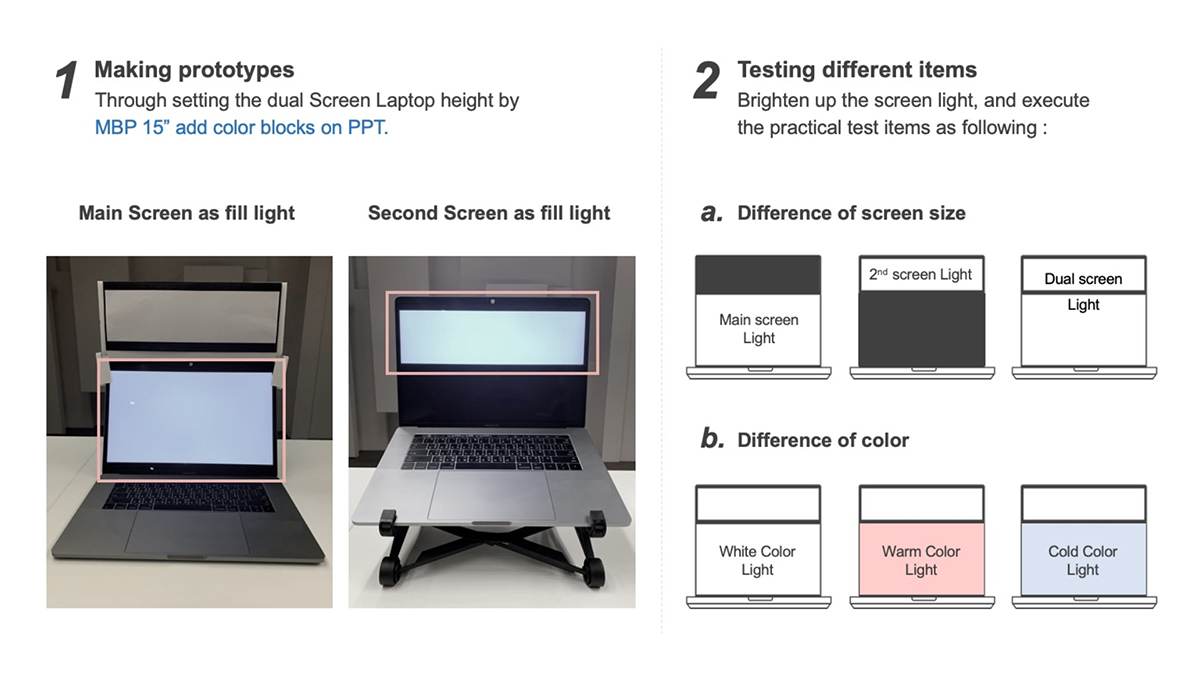 1
Making prototypes
Through setting the dual Screen Laptop height by
MBP 15” add color blocks on PPT.
Main Screen as fill light
Second Screen as fill light
2
Testing different items
Brighten up the screen light, and execute
the practical test items as following :
a. Difference of screen size
Main screen
Light
2nd screen Light
Dual screen
Light
b. Difference of color
White Color
Light
Warm Color
Light
Cold Color
Light